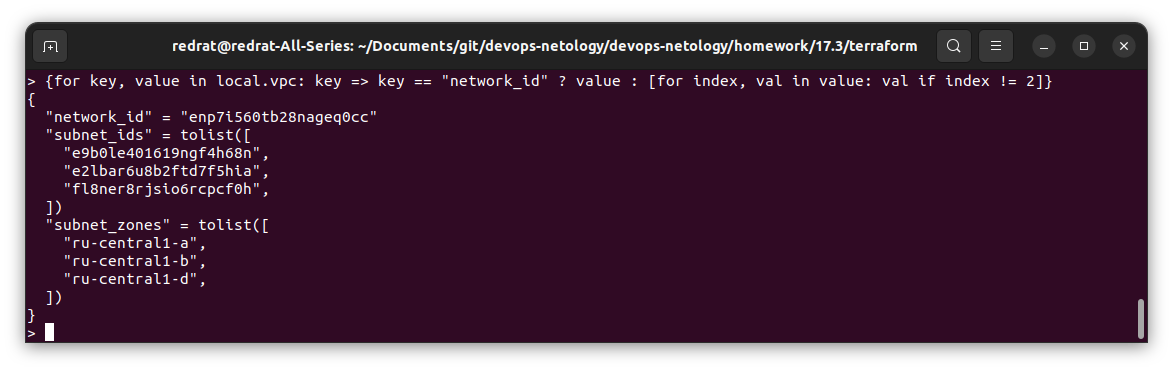 redrat@redrat-All-Series: ~/Documents/git/devops-netology/devops-netology/homework/17.3/terraform
> {for key, value in local.vpc: key => key == "network_id" ? value : [for index, val in value: val if index != 2]}
{
  "network_id" = "enp7i560tb28nageq0cc"
  "subnet_ids" = tolist([
    "e9b0le401619ngf4h68n",
    "e2lbar6u8b2ftd7f5hia",
    "fl8ner8rjsio6rcpcf0h",
  ])
  "subnet_zones" = tolist([
    "ru-central1-a",
    "ru-central1-b",
    "ru-central1-d",
  ])
}
>